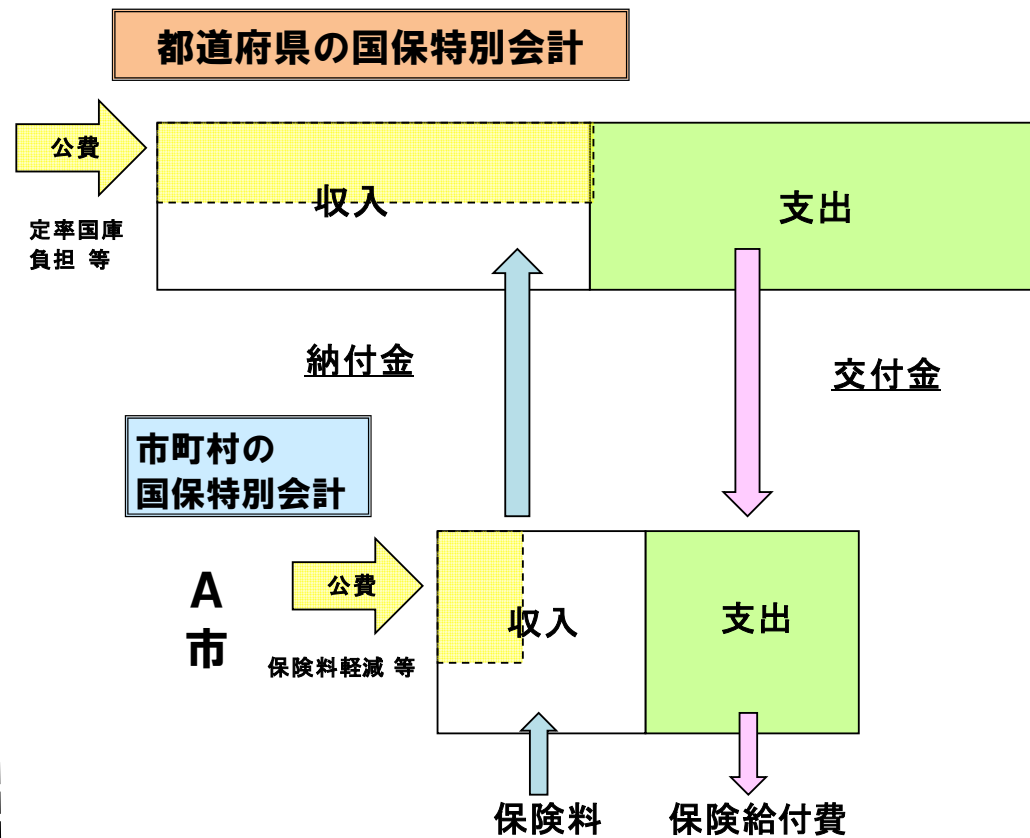 都道府県の国保特別会計
公費
収入
支出
定率国庫
負担 等
納付金
交付金
市町村の
国保特別会計
A
市
公費
収入
支出
保険料軽減 等
保険料
保険給付費